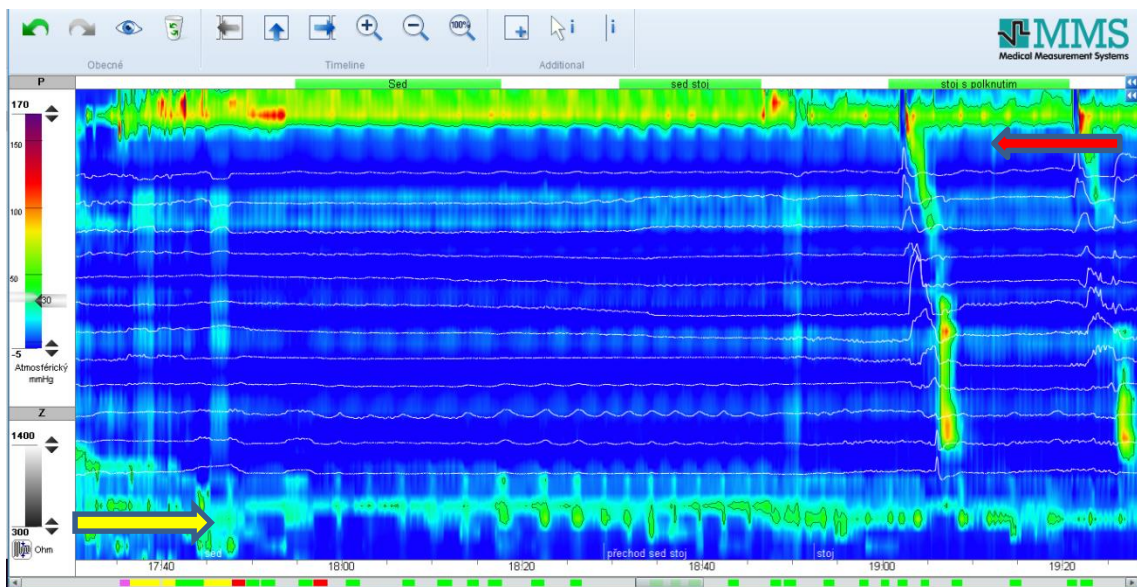 100%
MMS
Medical Measurement Systems
Obecné
Timeline
Additional
P
Sed
sed stoj
stoj s polknutim
170
150
100
50
30
-5
Atmosférický
mmHg
Z
1400
300
Ohm
sed
přechod sed stoj
stoj
17:40
18:00
18:20
18:40
19:00
19:20